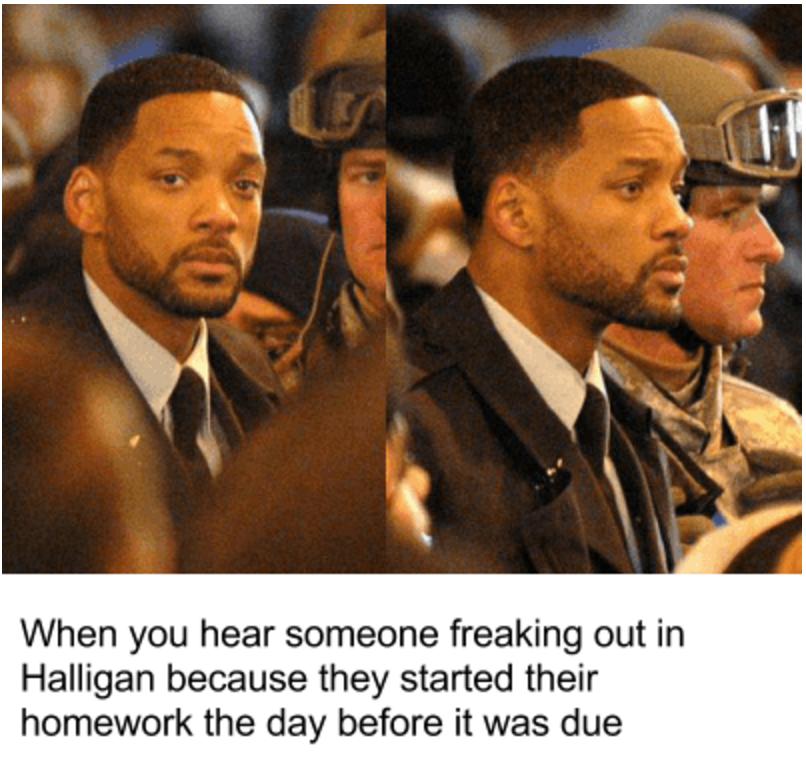 When you hear someone freaking out in
Halligan because they started their
homework the day before it was due